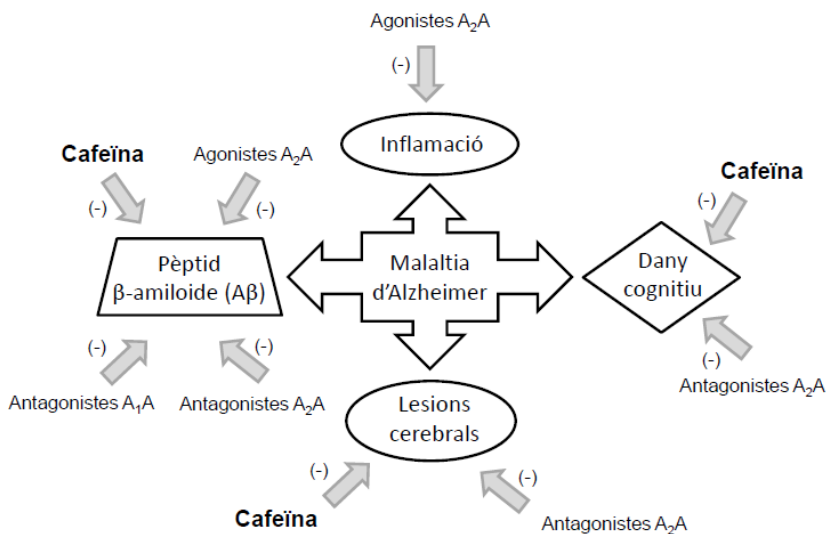 Agonistes A₂A
(-)
Inflamació
Cafeïna
Agonistes A₂A
(-)
(-)
Cafeïna
(-)
Pèptid
β-amiloide (Aβ)
Malaltia
d'Alzheimer
Dany
cognitiu
(-)
(-)
Antagonistes A₁A
Antagonistes A₂A
(-)
Antagonistes A₂A
Lesions
cerebrals
(-)
(-)
Cafeïna
Antagonistes A₂A